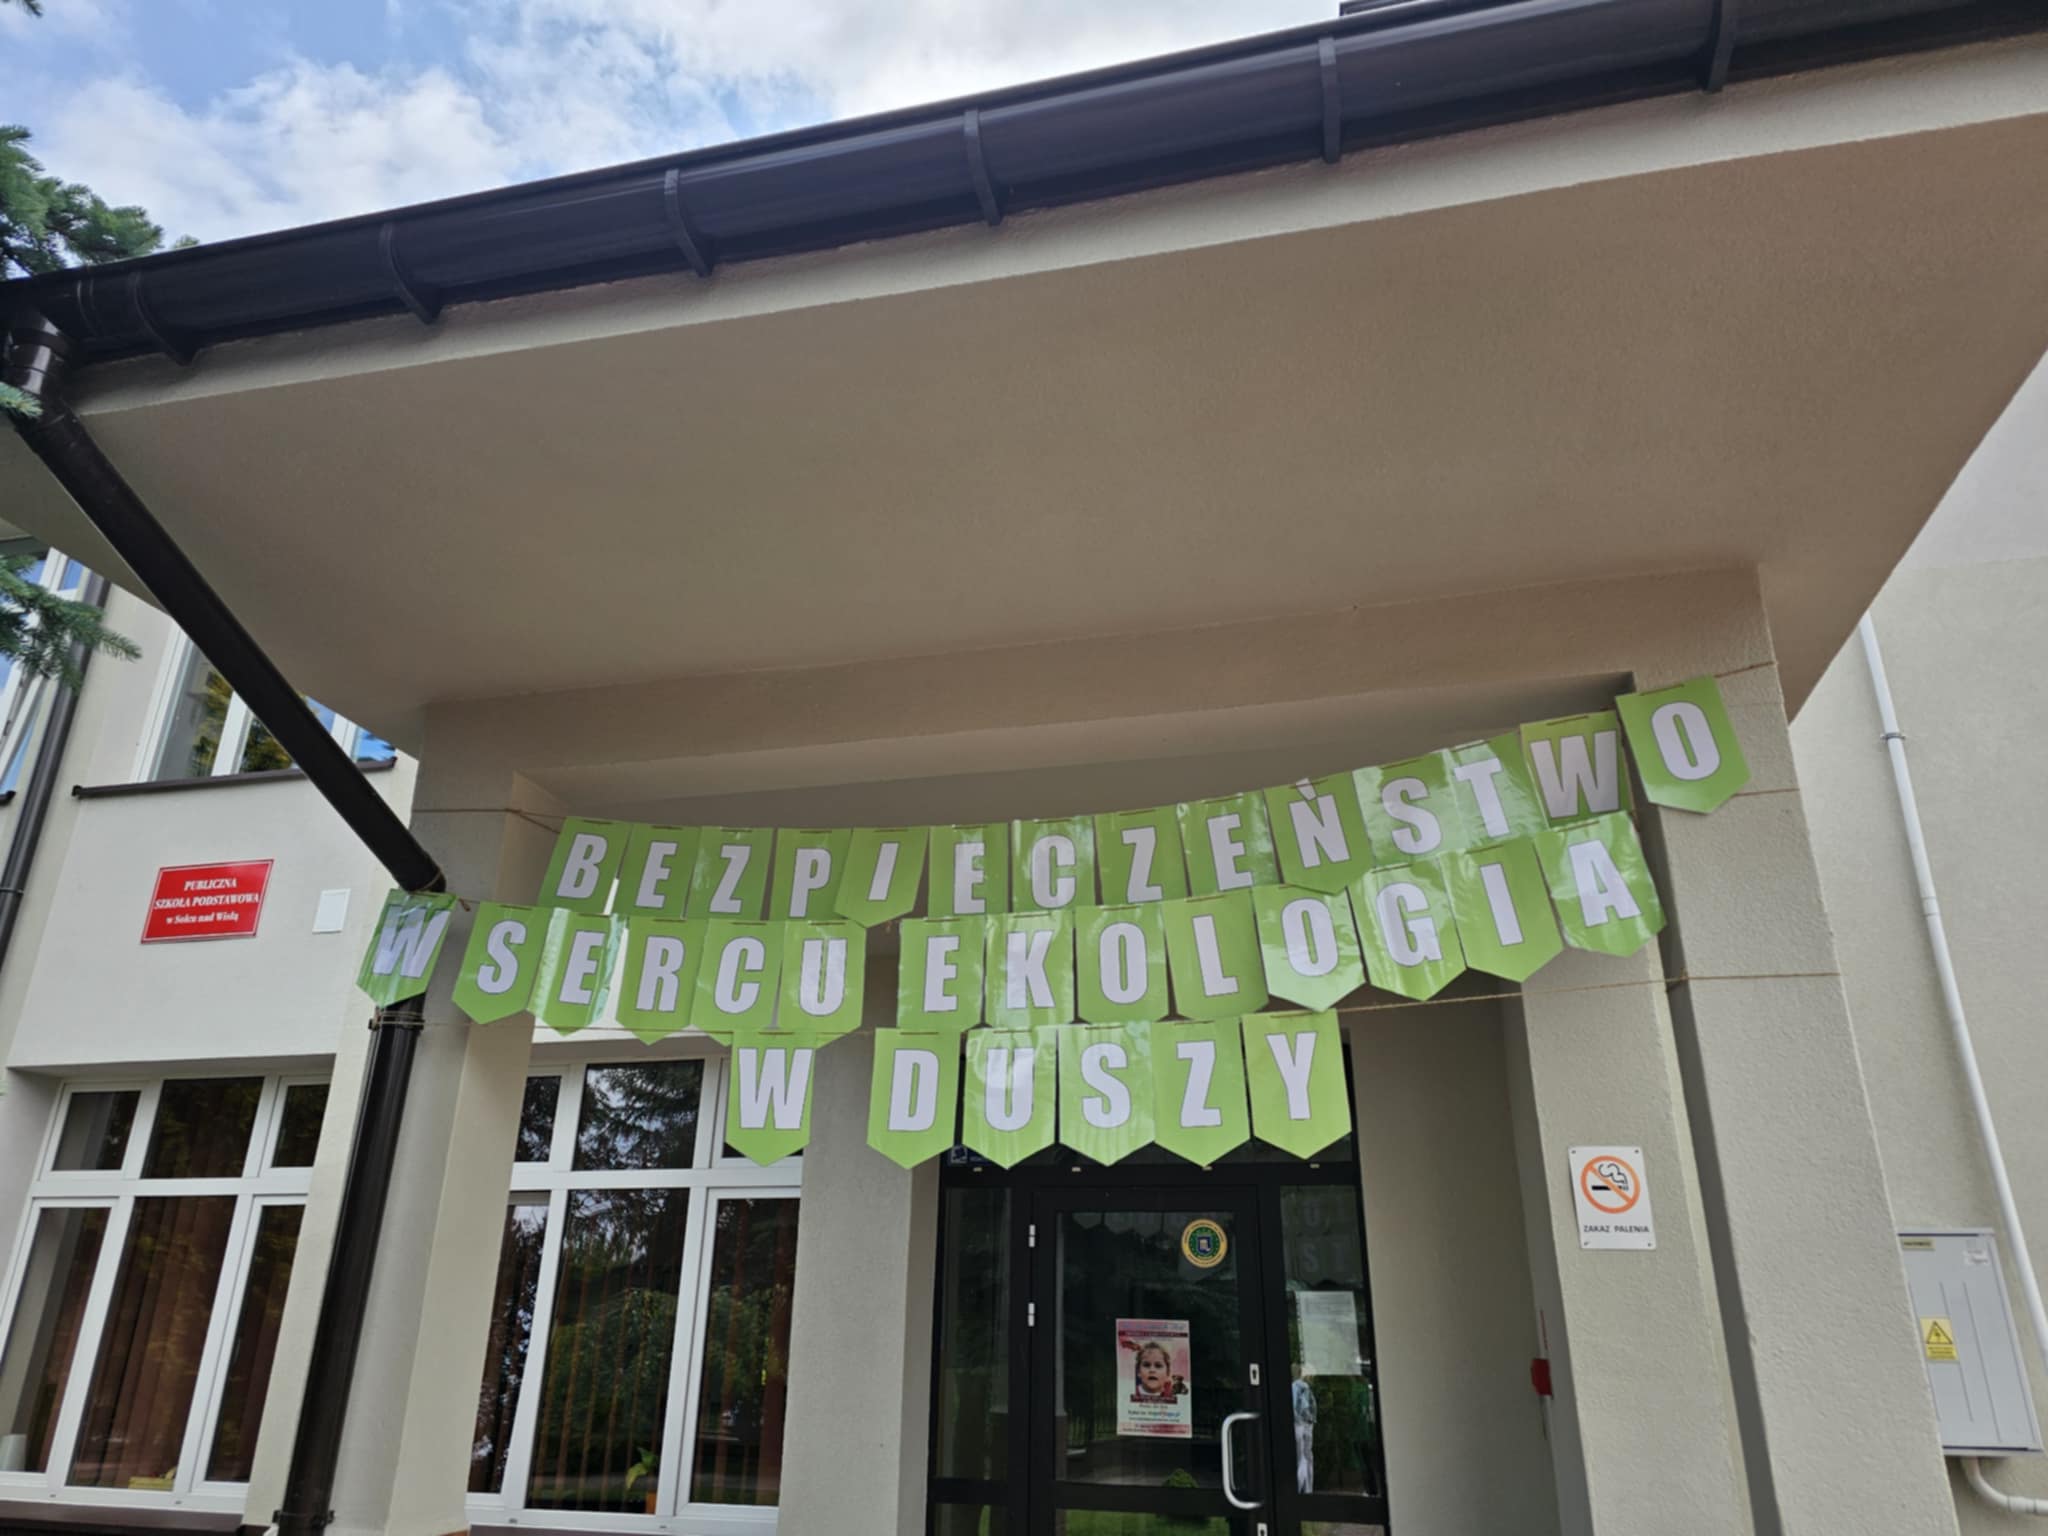 BEZPIECZEŃSTWO
W SERCU EKOLOGIA
W DUSZY
PUBLICZNA
SZKOŁA PODSTAWOWA
w Solcu nad Wisłą
ZAKAZ PALENIA